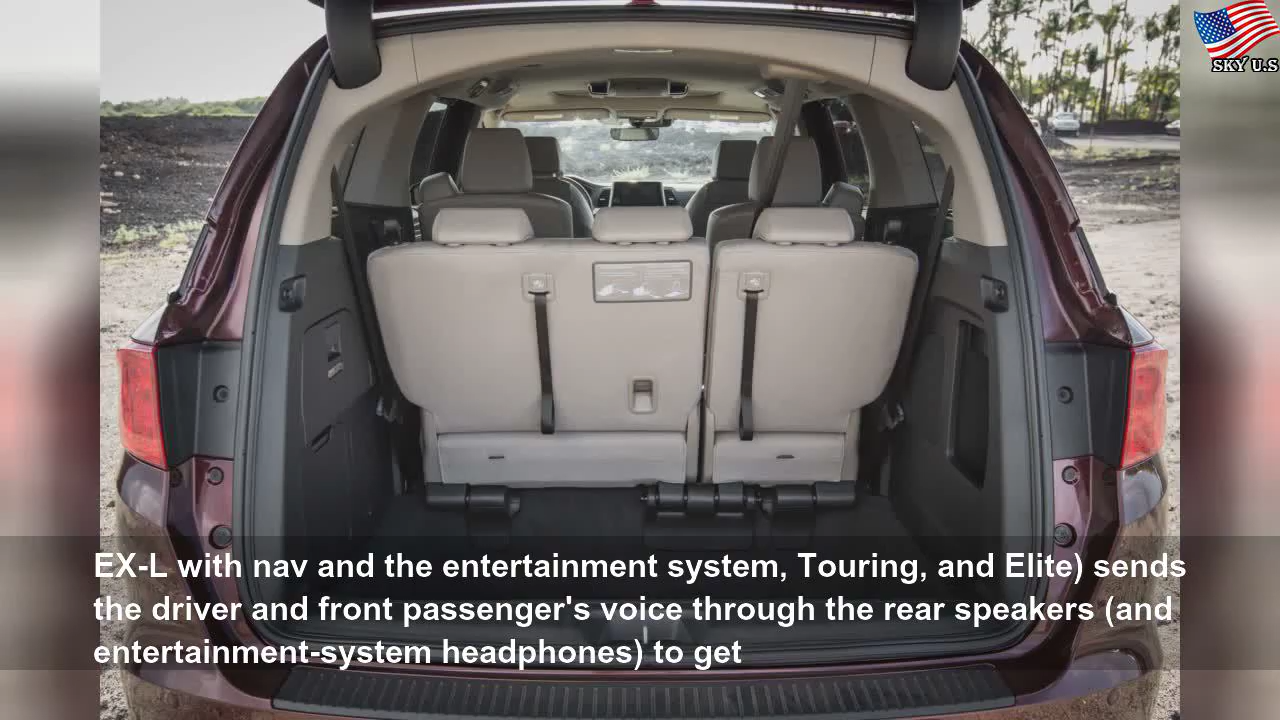 SKY U.S
EX-L with nav and the entertainment system, Touring, and Elite) sends
the driver and front passenger's voice through the rear speakers (and
entertainment-system headphones) to get